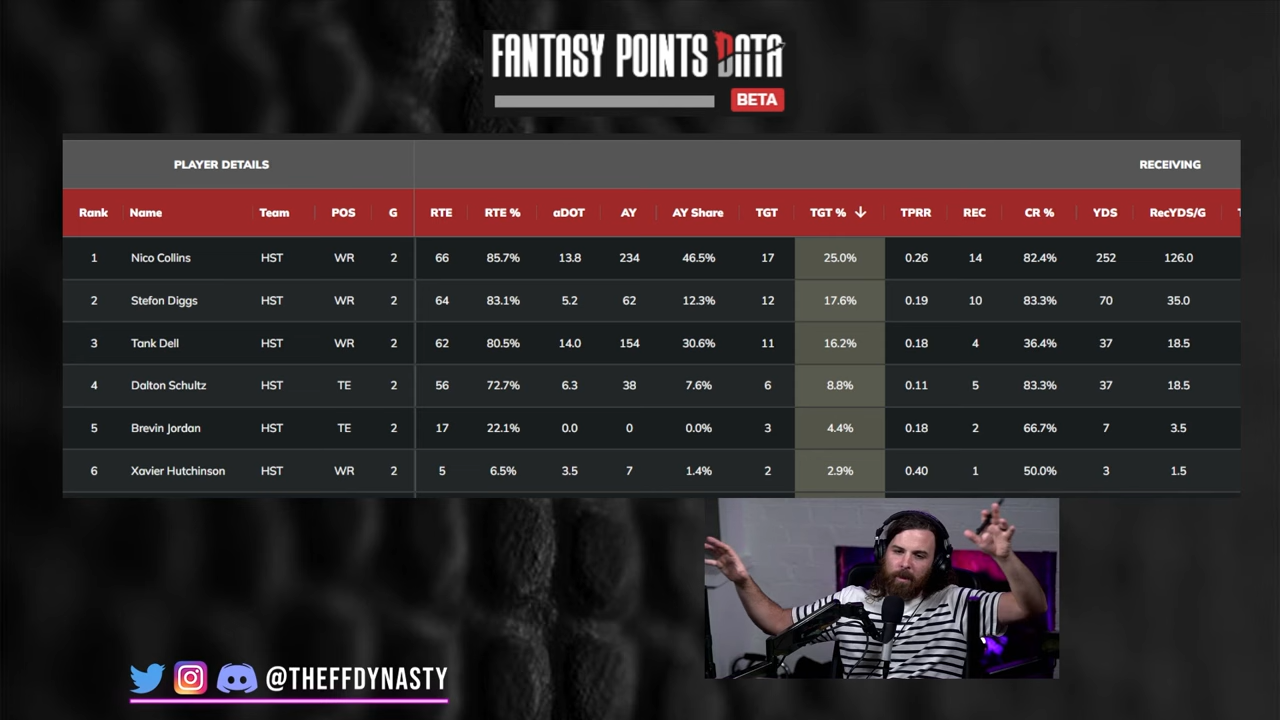 FANTASY POINTS DATA
BETA
PLAYER DETAILS RECEIVING
Rank Name Team POS G RTE RTE % aDOT AY AY Share TGT TGT % ↓ TPRR REC CR % YDS RecYDS/G
1 Nico Collins HST WR 2 66 85.7% 13.8 234 46.5% 17 25.0% 0.26 14 82.4% 252 126.0
2 Stefon Diggs HST WR 2 64 83.1% 5.2 62 12.3% 12 17.6% 0.19 10 83.3% 70 35.0
3 Tank Dell HST WR 2 62 80.5% 14.0 154 30.6% 11 16.2% 0.18 4 36.4% 37 18.5
4 Dalton Schultz HST TE 2 56 72.7% 6.3 38 7.6% 6 8.8% 0.11 5 83.3% 37 18.5
5 Brevin Jordan HST TE 2 17 22.1% 0.0 0 0.0% 3 4.4% 0.18 2 66.7% 7 3.5
6 Xavier Hutchinson HST WR 2 5 6.5% 3.5 7 1.4% 2 2.9% 0.40 1 50.0% 3 1.5
@THEFFDYNASTY